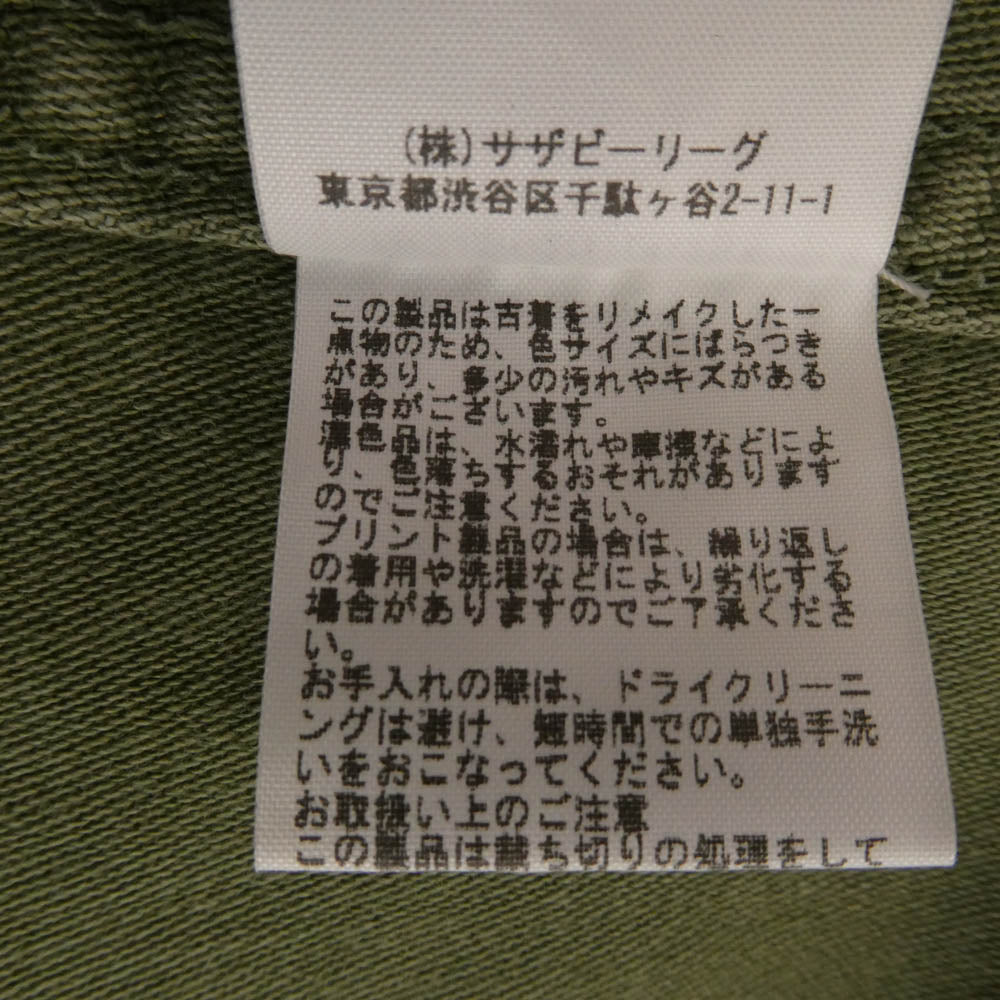 (株)サザビーリーグ
東京都渋谷区千駄ヶ谷2-11-1
この製品は古着をリメイクした一
点物のため、色サイズにばらつき
があり、多少の汚れやキズがある
場合がございます。
濃色品は、水濡れや摩擦などによ
り、色落ちするおそれがあります
のでご注意ください。
プリント製品の場合は、繰り返し
の着用や洗濯などにより劣化する
場合がありますのでご了承くださ
い。
お手入れの際は、ドライクリーニ
ングは避け、短時間での単独手洗
いをおこなってください。
お取扱い上のご注意
この製品は裁ち切りの処理をして